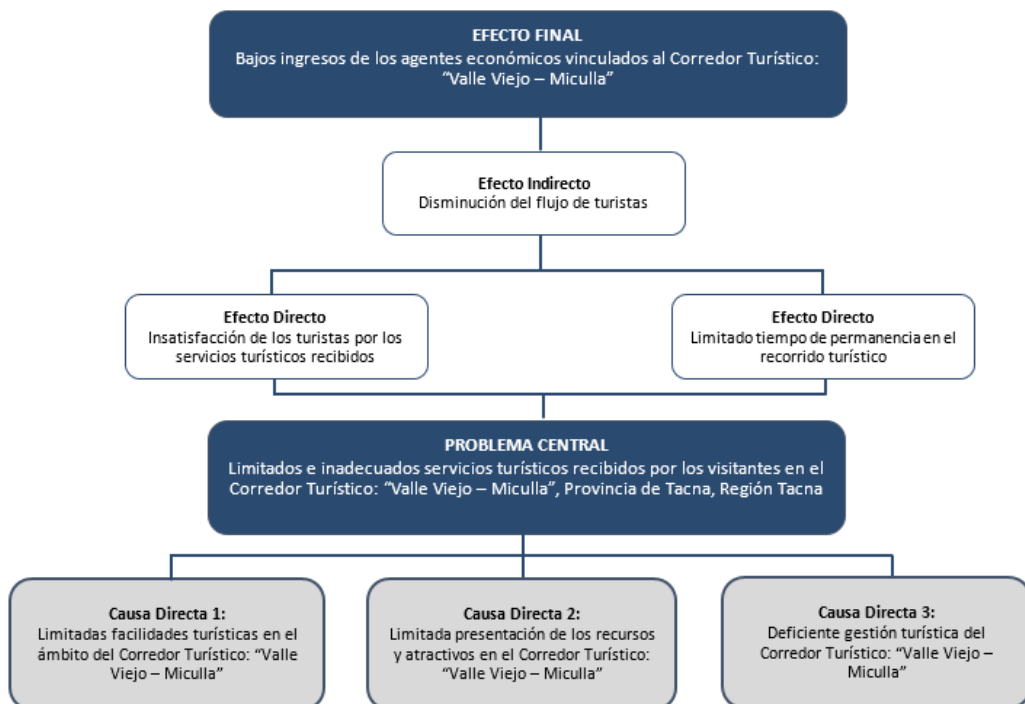 EFECTO FINAL
Bajos ingresos de los agentes económicos vinculados al Corredor Turístico:
“Valle Viejo – Miculla”
Efecto Indirecto
Disminución del flujo de turistas
Efecto Directo
Insatisfacción de los turistas por los
servicios turísticos recibidos
Efecto Directo
Limitado tiempo de permanencia en el
recorrido turístico
PROBLEMA CENTRAL
Limitados e inadecuados servicios turísticos recibidos por los visitantes en el
Corredor Turístico: “Valle Viejo – Miculla”, Provincia de Tacna, Región Tacna
Causa Directa 1:
Limitadas facilidades turísticas en el
ámbito del Corredor Turístico: “Valle
Viejo – Miculla”
Causa Directa 2:
Limitada presentación de los recursos
y atractivos en el Corredor Turístico:
“Valle Viejo – Miculla”
Causa Directa 3:
Deficiente gestión turística del
Corredor Turístico: “Valle Viejo –
Miculla”